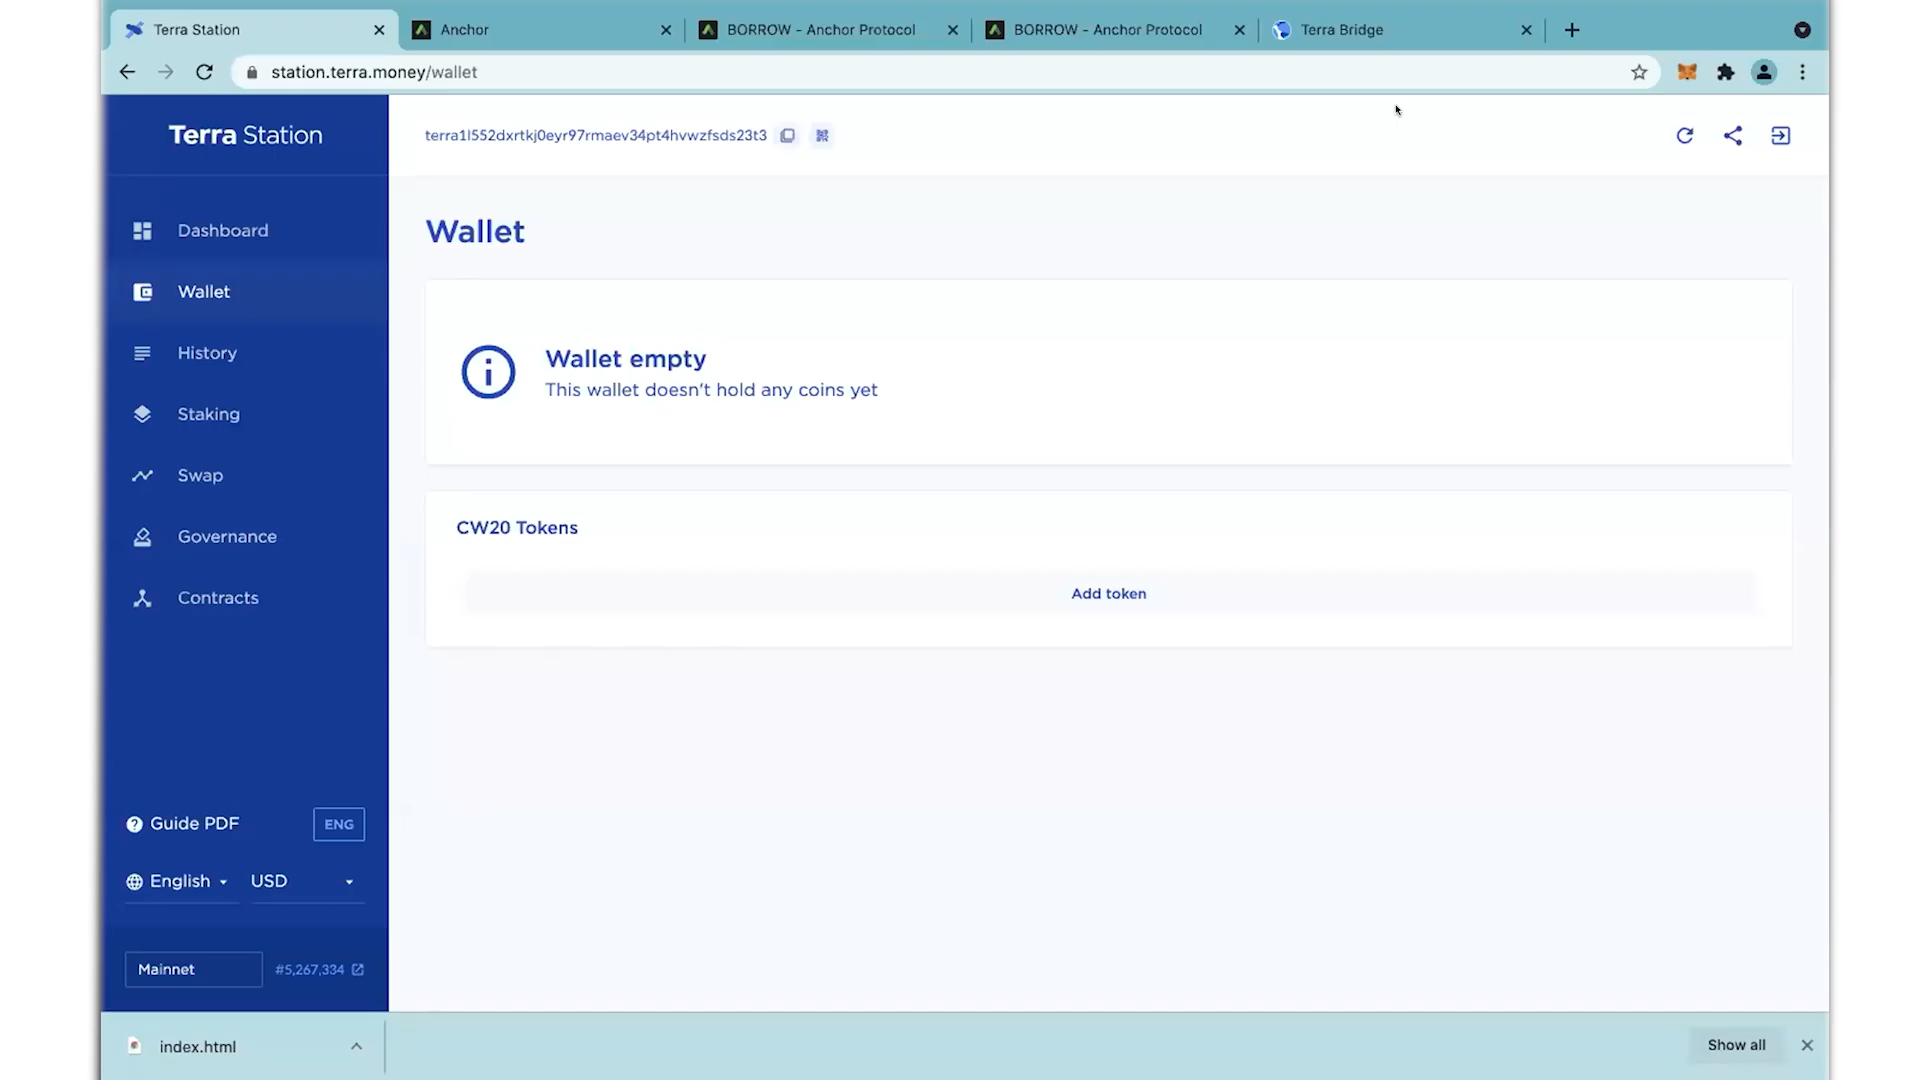 Terra Station
Anchor
BORROW - Anchor Protocol
BORROW - Anchor Protocol
Terra Bridge
station.terra.money/wallet
Terra Station
terra1l552dxrtkj0eyr97rmaev34pt4hvwzfsds23t3
Dashboard
Wallet
History
Staking
Swap
Governance
Contracts
Wallet
Wallet empty
This wallet doesn't hold any coins yet
CW20 Tokens
Add token
Guide PDF
ENG
English
USD
Mainnet
#5,267,334
index.html
Show all